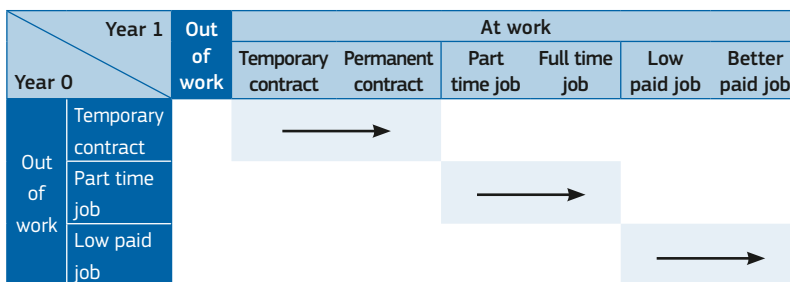 Year 1
Out
of
work
At work
Temporary
contract
Permanent
contract
Part
time job
Full time
job
Low
paid job
Better
paid job
Year 0
Out
of
work
Temporary
contract
Part time
job
Low paid
job